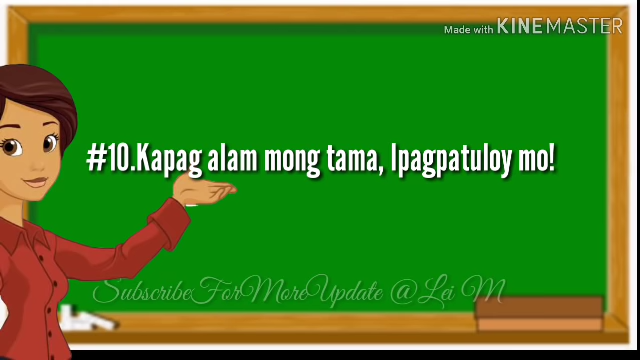 Made with KINEMASTER
#10.Kapag alam mong tama, Ipagpatuloy mo!
SubscribeForMoreUpdate @Lei M